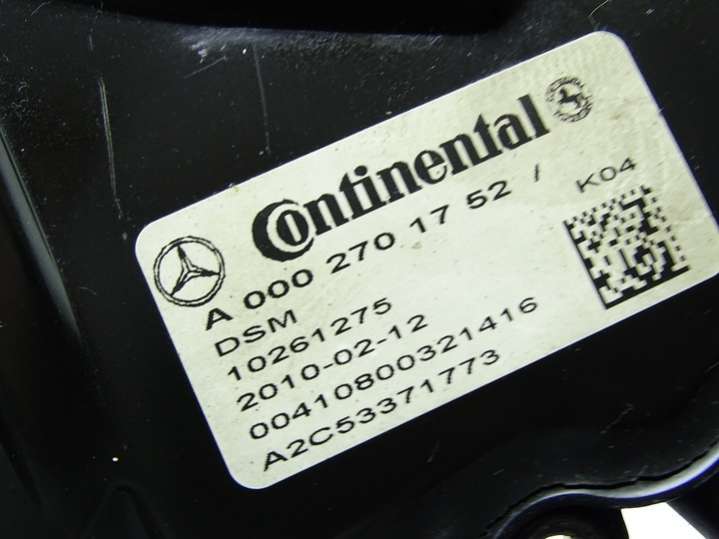 Continental
A 000 270 17 52 /
K04
DSM
10261275
2010-02-12
00410800321416
A2C53371773